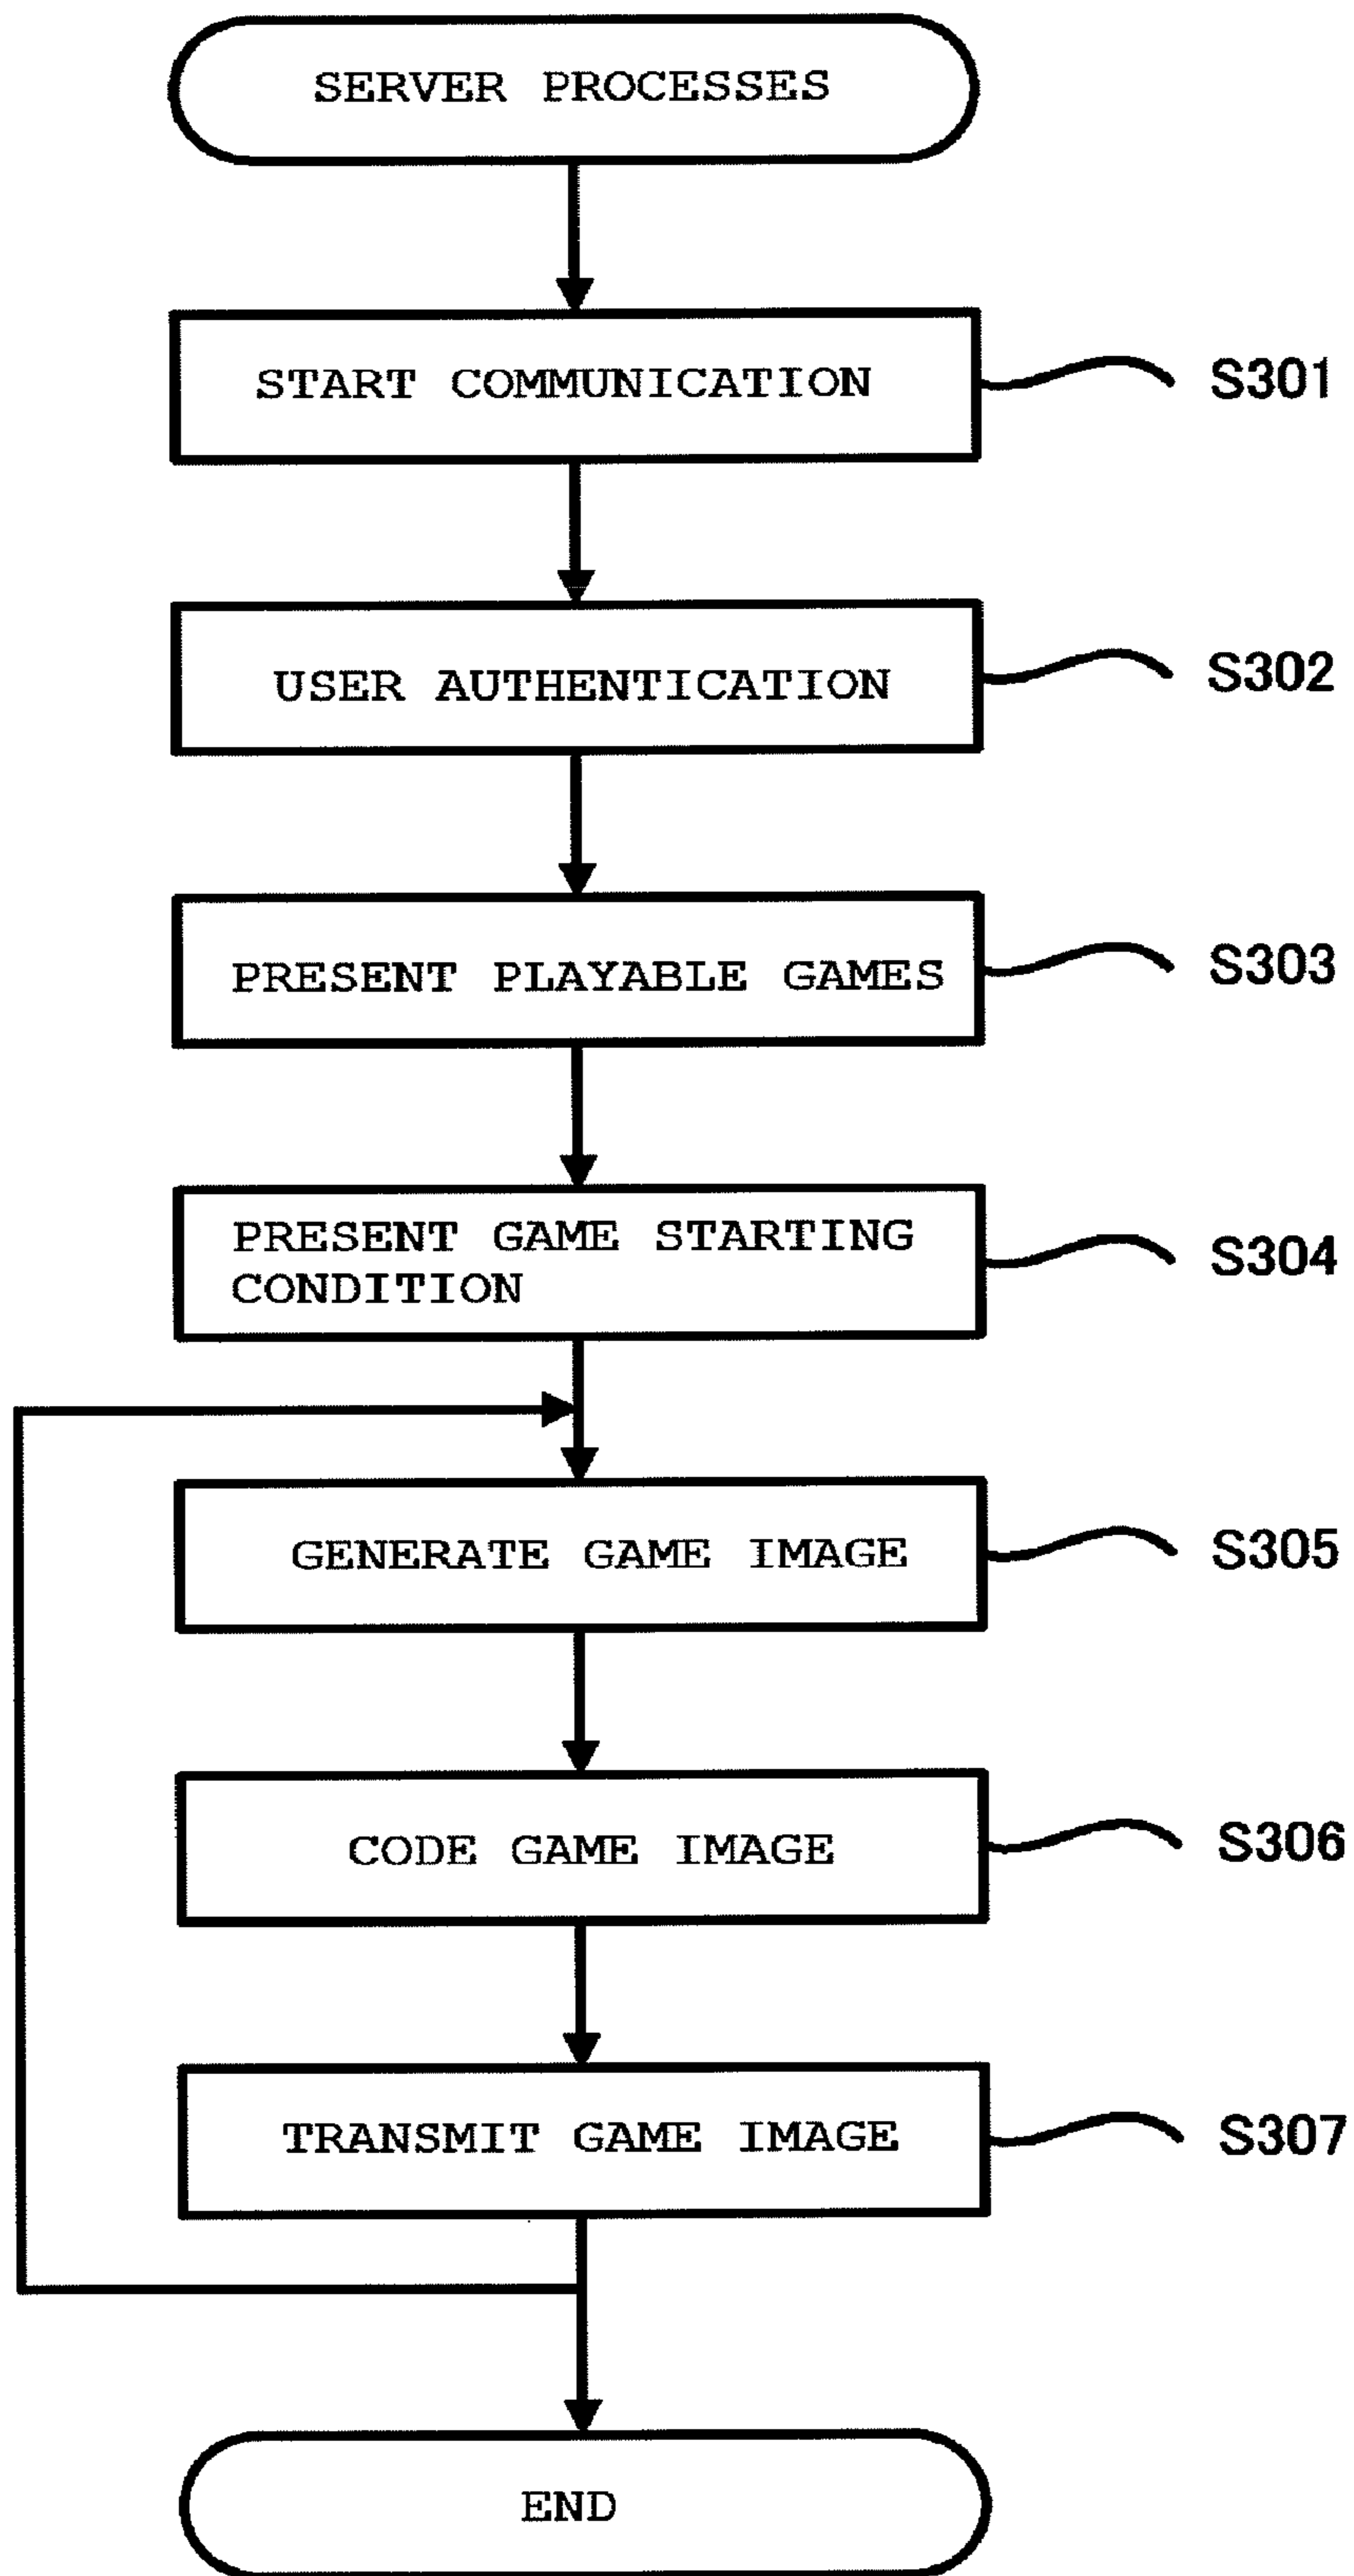 SERVER PROCESSES
START COMMUNICATION
S301
USER AUTHENTICATION
S302
PRESENT PLAYABLE GAMES
S303
PRESENT GAME STARTING
CONDITION
S304
GENERATE GAME IMAGE
S305
CODE GAME IMAGE
S306
TRANSMIT GAME IMAGE
S307
END